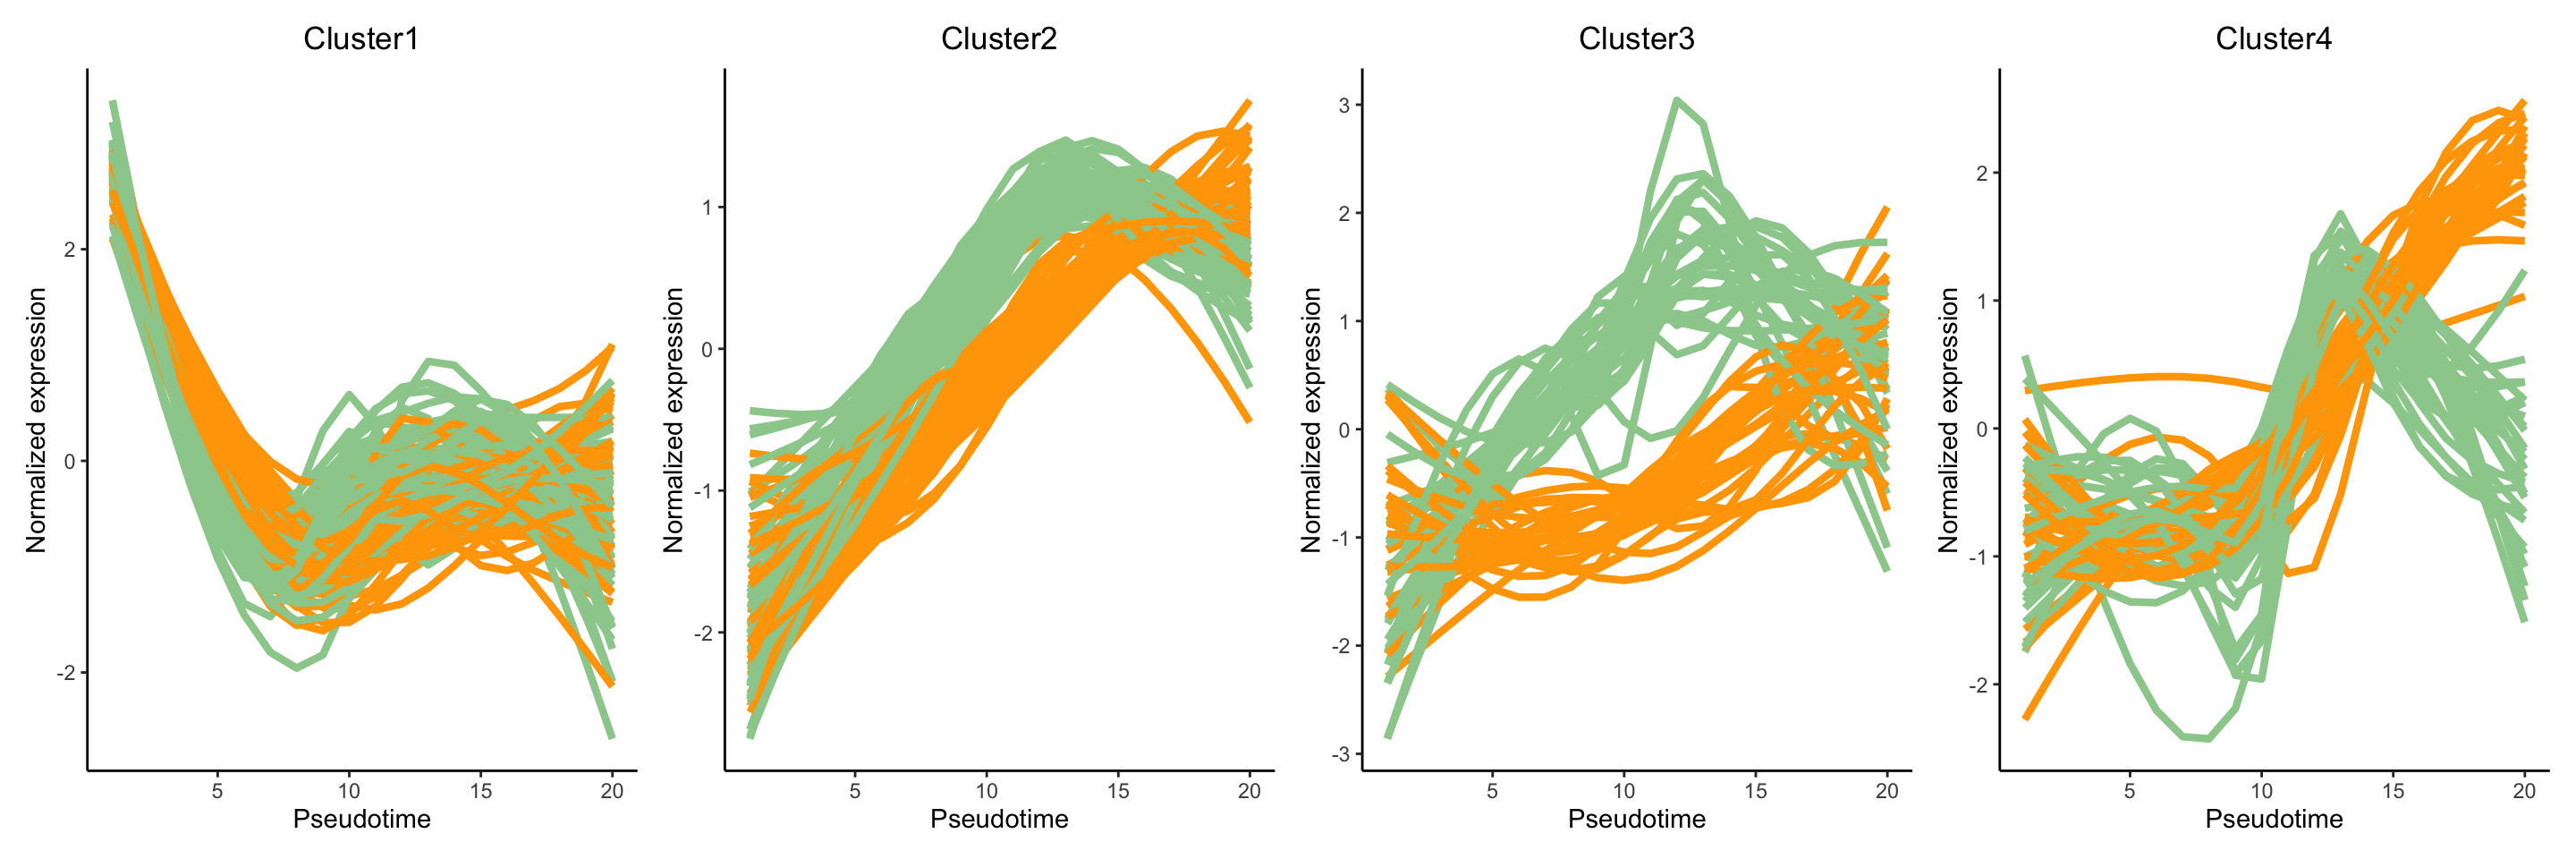 Cluster1
Normalized expression
2
0
-2
5 10 15 20
Pseudotime
Cluster2
Normalized expression
1
0
-1
-2
5 10 15 20
Pseudotime
Cluster3
Normalized expression
3
2
1
0
-1
-2
-3
5 10 15 20
Pseudotime
Cluster4
Normalized expression
2
1
0
-1
-2
5 10 15 20
Pseudotime